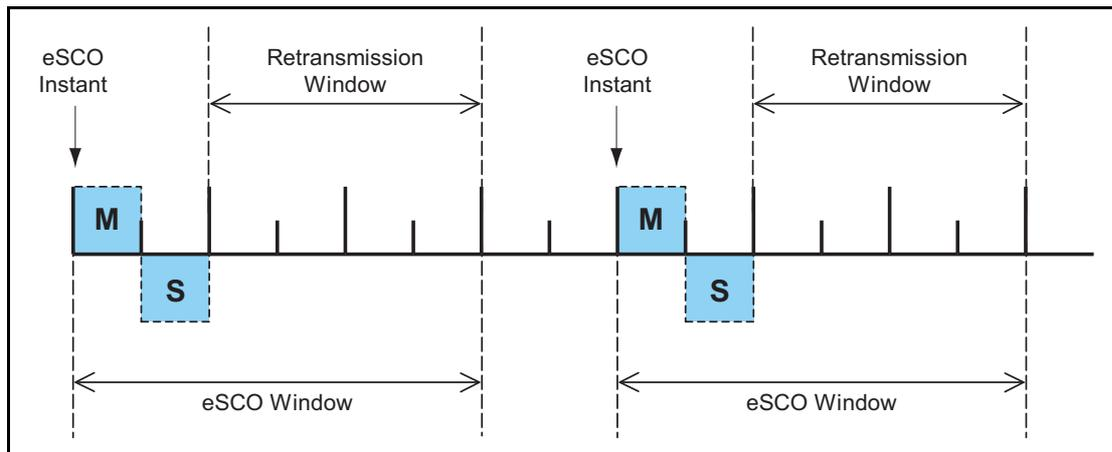 eSCO
Instant
Retransmission
Window
eSCO
Instant
Retransmission
Window
M
S
M
S
eSCO Window
eSCO Window